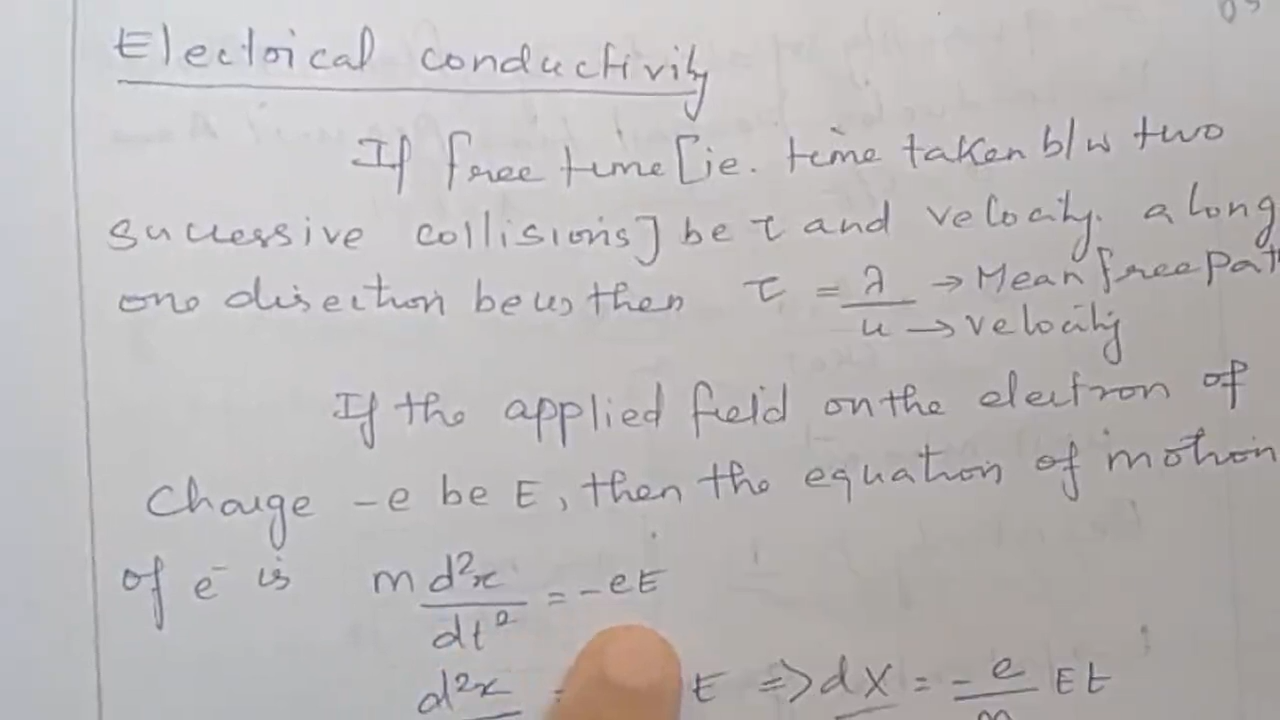 Electrical conductivity
If free time [ie. time taken b/w two
successive collisions] be τ and velocity. along
one direction be u, then τ = λ/u → Mean free pat
→ velocity
If the applied field on the electron of
Charge -e be E, then the equation of motion
of e⁻ is m d²x/dt² = -eE
d²x = E => dx = - e/m Et